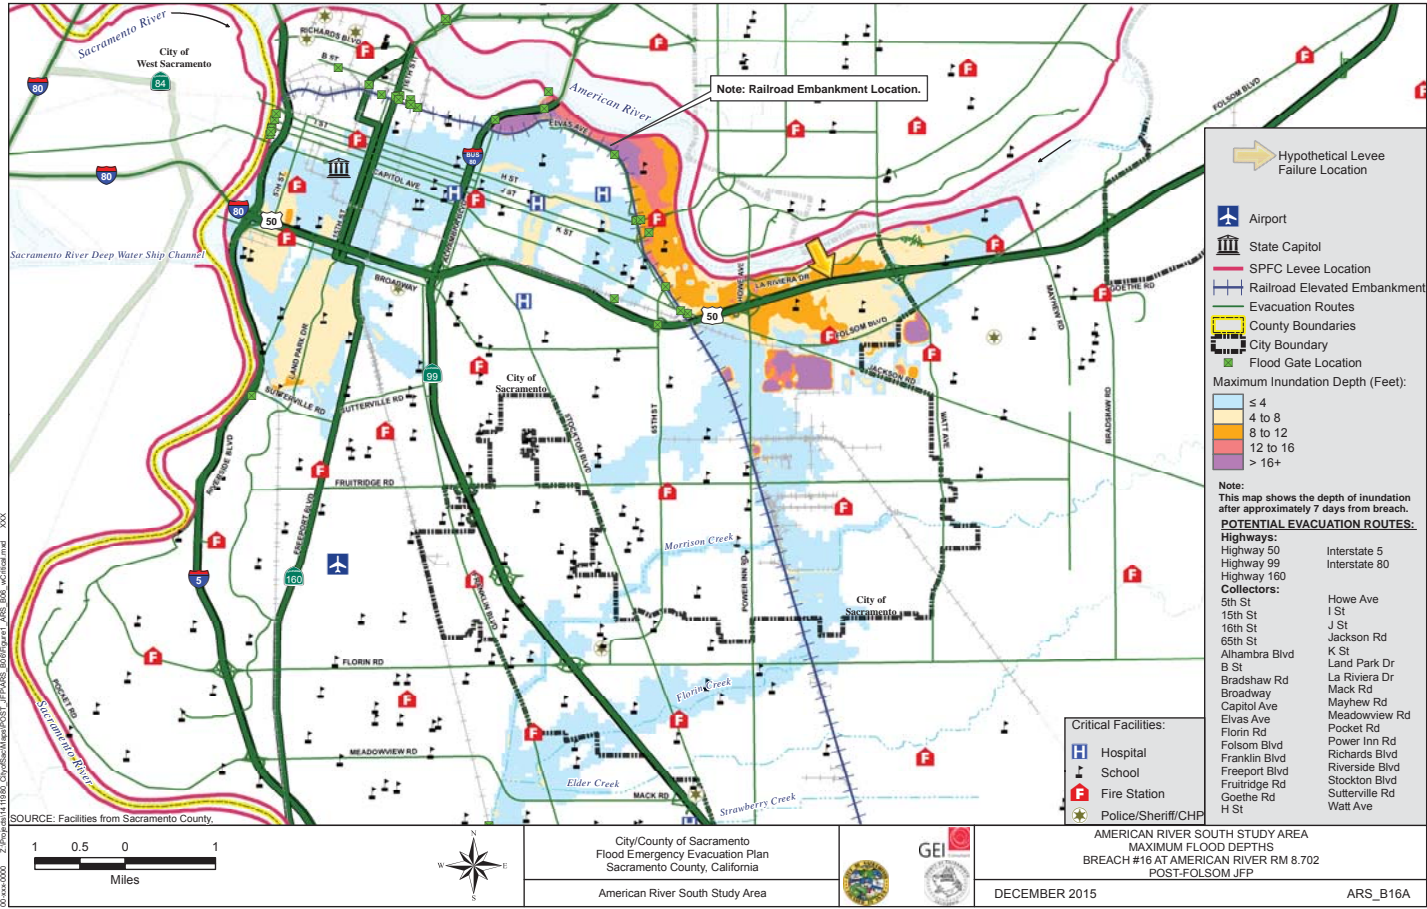 Sacramento River
City of
West Sacramento
84
80
80
80
RICHARDS BLVD
B ST
16TH ST
American River
Note: Railroad Embankment Location.
FOLSOM BLVD
ELVAS AVE
I ST
BUS
80
H ST
J ST
CAPITOL AVE
5TH ST
50
15TH ST
ALHAMBRA BLVD
K ST
Sacramento River Deep Water Ship Channel
BROADWAY
HOWE AVE
LA RIVIERA DR
50
FOLSOM BLVD
MAYHEW RD
GOETHE RD
LAND PARK DR
99
City of
Sacramento
JACKSON RD
SUTTERVILLE RD
SUTTERVILLE RD
STOCKTON BLVD
65TH ST
WATT AVE
BRADSHAW RD
RIVERSIDE BLVD
FRUITRIDGE RD
FREEPORT BLVD
Morrison Creek
5
160
FRANKLIN BLVD
POWER INN RD
City of
Sacramento
FLORIN RD
Florin Creek
POCKET RD
Sacramento River
MEADOWVIEW RD
Elder Creek
MACK RD
Strawberry Creek
SOURCE: Facilities from Sacramento County.
Hypothetical Levee
Failure Location
Airport
State Capitol
SPFC Levee Location
Railroad Elevated Embankment
Evacuation Routes
County Boundaries
City Boundary
Flood Gate Location
Maximum Inundation Depth (Feet):
≤ 4
4 to 8
8 to 12
12 to 16
> 16+
Note:
This map shows the depth of inundation
after approximately 7 days from breach.
POTENTIAL EVACUATION ROUTES:
Highways:
Highway 50
Highway 99
Highway 160
Interstate 5
Interstate 80
Collectors:
5th St
15th St
16th St
65th St
Alhambra Blvd
B St
Bradshaw Rd
Broadway
Capitol Ave
Elvas Ave
Florin Rd
Folsom Blvd
Franklin Blvd
Freeport Blvd
Fruitridge Rd
Goethe Rd
H St
Howe Ave
I St
J St
Jackson Rd
K St
Land Park Dr
La Riviera Dr
Mack Rd
Mayhew Rd
Meadowview Rd
Pocket Rd
Power Inn Rd
Richards Blvd
Riverside Blvd
Stockton Blvd
Sutterville Rd
Watt Ave
Critical Facilities:
Hospital
School
Fire Station
Police/Sheriff/CHP
1 0.5 0 1
Miles
N
W E
S
City/County of Sacramento
Flood Emergency Evacuation Plan
Sacramento County, California
American River South Study Area
GEI
AMERICAN RIVER SOUTH STUDY AREA
MAXIMUM FLOOD DEPTHS
BREACH #16 AT AMERICAN RIVER RM 8.702
POST-FOLSOM JFP
DECEMBER 2015
ARS_B16A